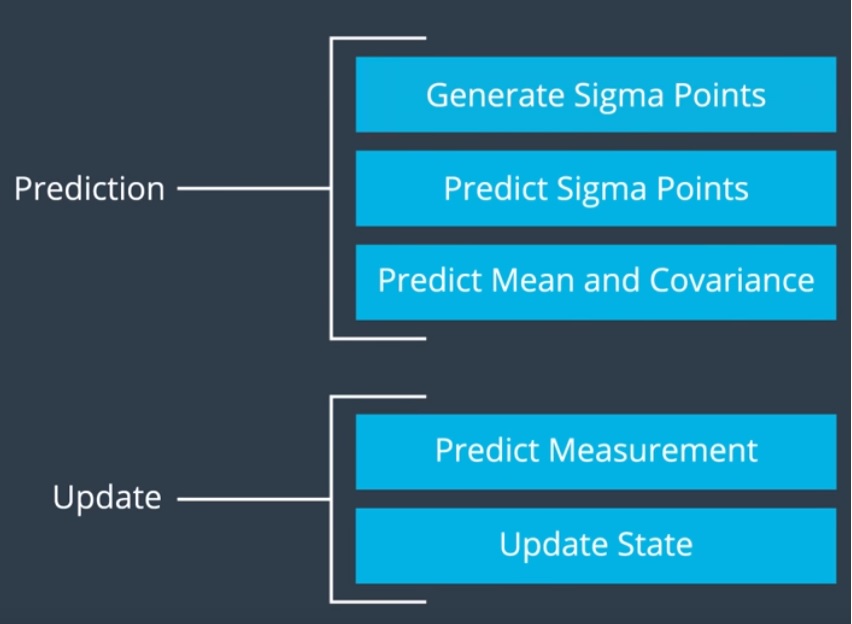 Generate Sigma Points
Prediction
Predict Sigma Points
Predict Mean and Covariance
Predict Measurement
Update
Update State